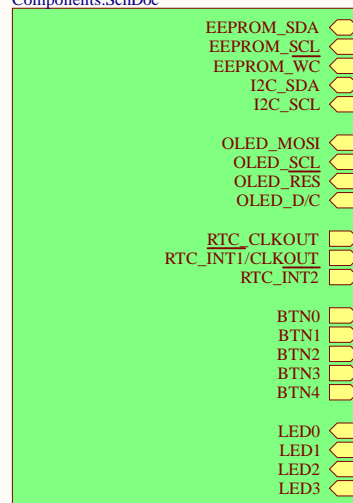 Components.SchDoc
EEPROM_SDA
EEPROM_SCL
EEPROM_WC
I2C_SDA
I2C_SCL
OLED_MOSI
OLED_SCL
OLED_RES
OLED_D/C
RTC_CLKOUT
RTC_INT1/CLKOUT
RTC_INT2
BTN0
BTN1
BTN2
BTN3
BTN4
LED0
LED1
LED2
LED3